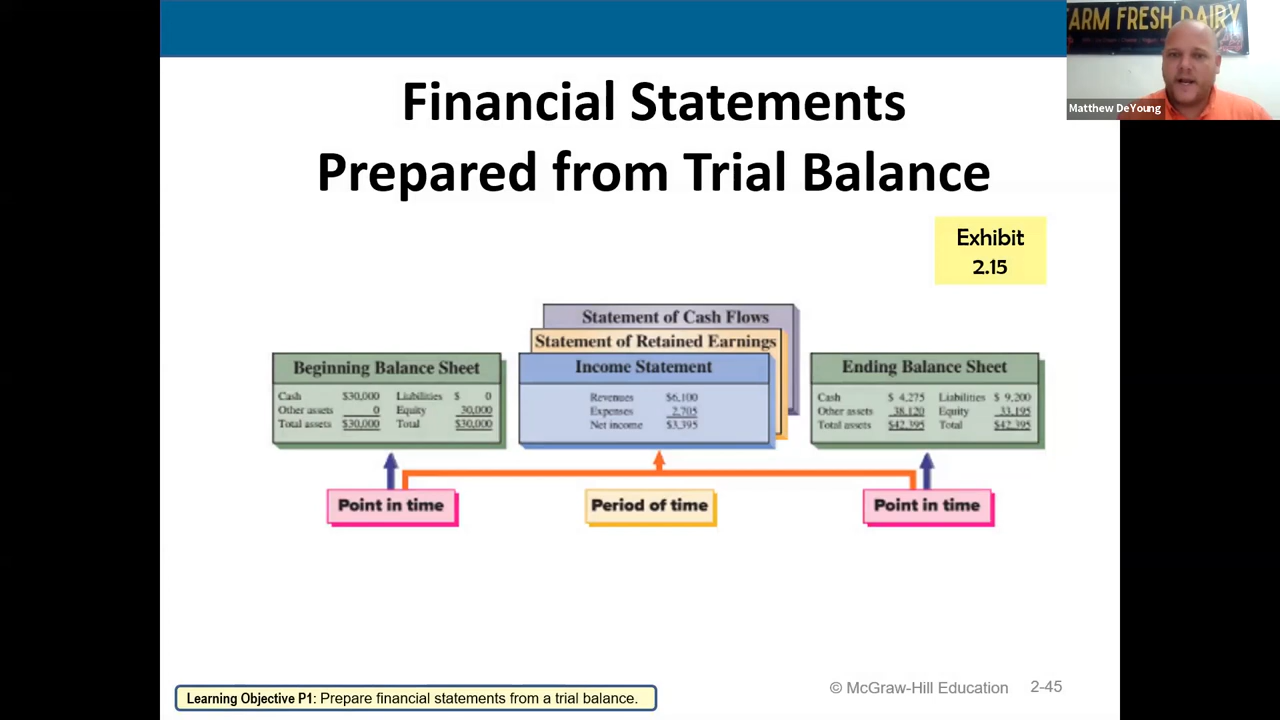 FARM FRESH DAIRY
Matthew DeYoung
Financial Statements
Prepared from Trial Balance
Exhibit
2.15
Statement of Cash Flows
Statement of Retained Earnings
Beginning Balance Sheet
Cash $30,000 Liabilities $ 0
Other assets 0 Equity 30,000
Total assets $30,000 Total $30,000
Income Statement
Revenues $6,100
Expenses 2,705
Net income $3,395
Ending Balance Sheet
Cash $ 4,275 Liabilities $ 9,200
Other assets 38,120 Equity 33,195
Total assets $42,395 Total $42,395
Point in time
Period of time
Point in time
Learning Objective P1: Prepare financial statements from a trial balance.
© McGraw-Hill Education 2-45